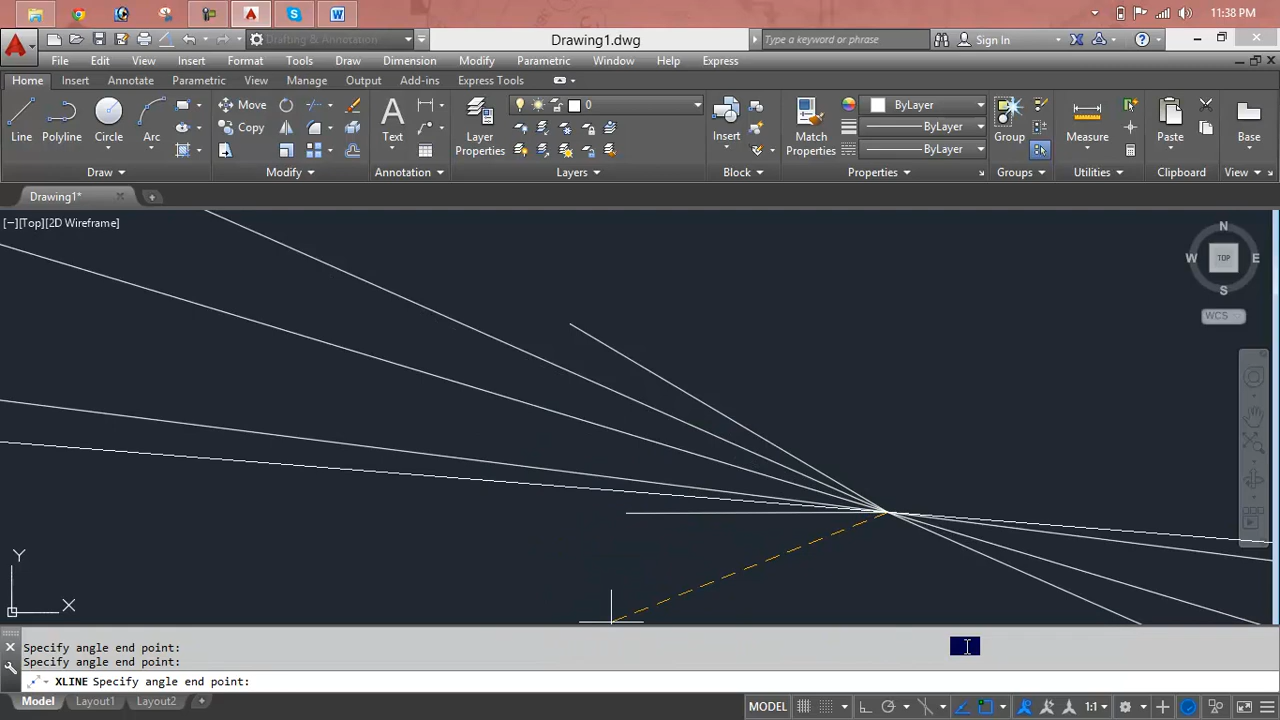 11:38 PM
Drafting & Annotation
Drawing1.dwg
Type a keyword or phrase
Sign In
File Edit View Insert Format Tools Draw Dimension Modify Parametric Window Help Express
Home Insert Annotate Parametric View Manage Output Add-ins Express Tools
Line Polyline Circle Arc
Move
Copy
Text
Layer Properties
0
Insert
Match Properties
ByLayer
ByLayer
ByLayer
Group
Measure
Paste
Base
Draw Modify Annotation Layers Block Properties Groups Utilities Clipboard View
Drawing1*
[−][Top][2D Wireframe]
N
W TOP E
S
WCS
Y
X
Specify angle end point:
Specify angle end point:
XLINE Specify angle end point:
Model Layout1 Layout2 MODEL 1:1